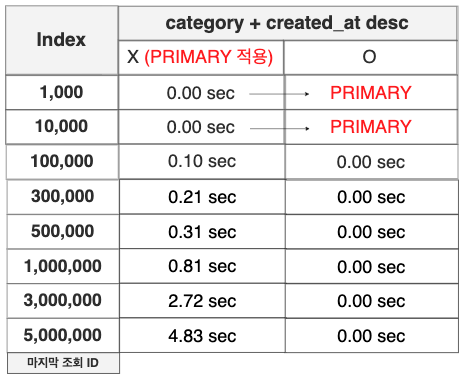 Index category + created_at desc
X (PRIMARY 적용) O
1,000 0.00 sec PRIMARY
10,000 0.00 sec PRIMARY
100,000 0.10 sec 0.00 sec
300,000 0.21 sec 0.00 sec
500,000 0.31 sec 0.00 sec
1,000,000 0.81 sec 0.00 sec
3,000,000 2.72 sec 0.00 sec
5,000,000 4.83 sec 0.00 sec
마지막 조회 ID